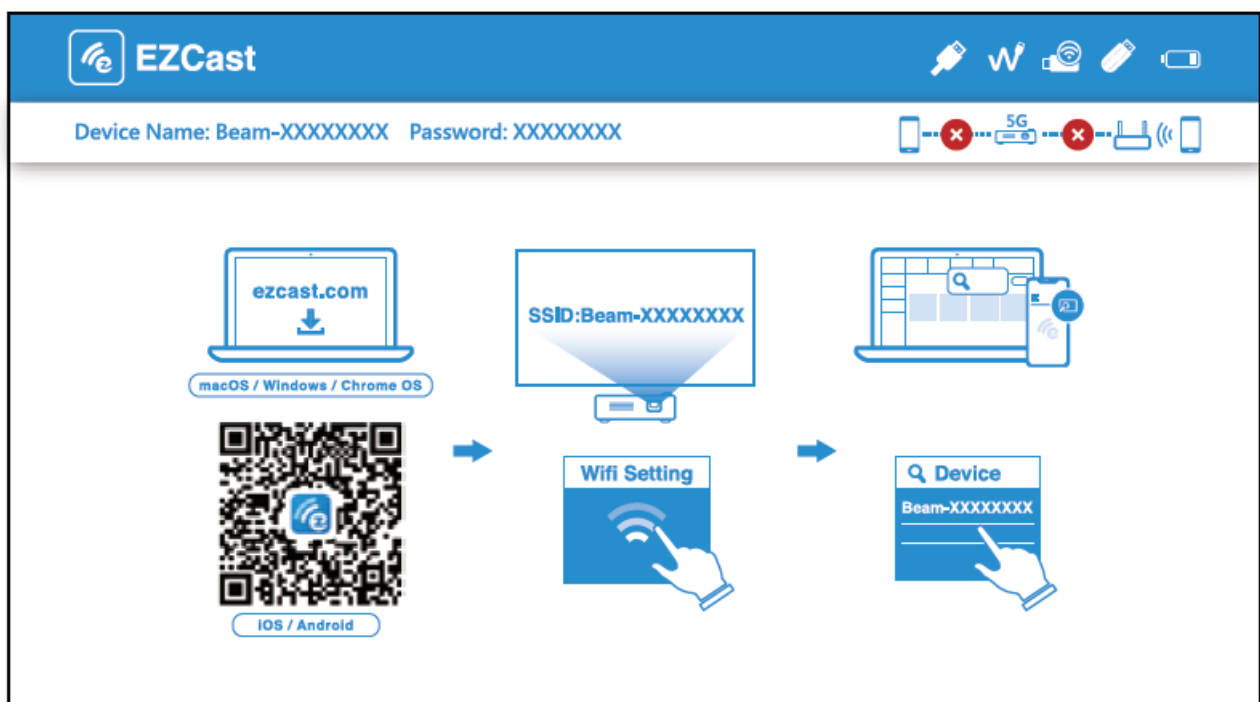 EZCast
Device Name: Beam-XXXXXXXX Password: XXXXXXXX
5G
ezcast.com
macOS / Windows / Chrome OS
iOS / Android
SSID:Beam-XXXXXXXX
Wifi Setting
Device
Beam-XXXXXXXX